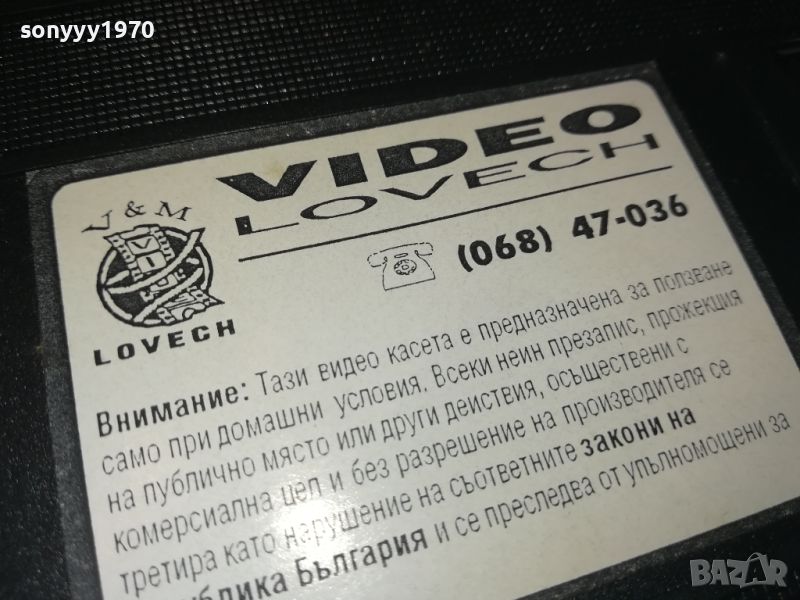 sonyyy1970
VIDEO
LOVECH
V & M
LOVECH
(068) 47-036
Внимание: Тази видео касета е предназначена за ползване
само при домашни условия. Всеки неин презапис, прожекция
на публично място или други деиствия, осъществени с
комерсиална цел и без разрешение на производителя се
третира като нарушение на съответните закони на
България и се преследва от упълномощени за
BAZAR